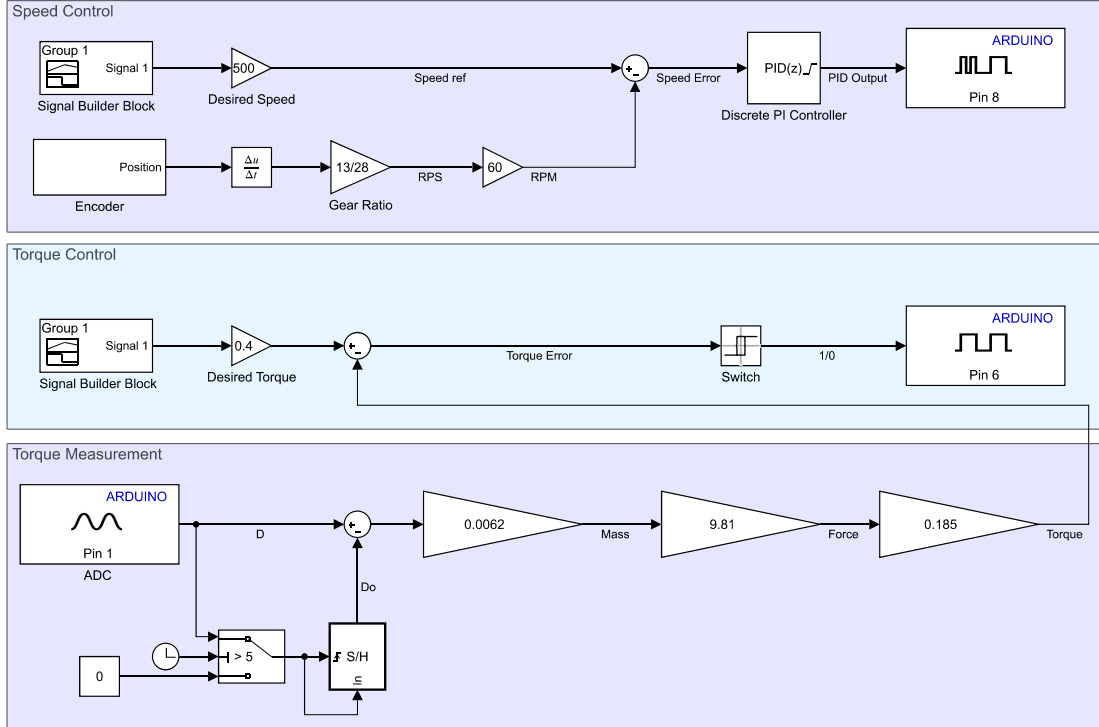 Speed Control
Group 1
Signal 1
Signal Builder Block
500
Desired Speed
Speed ref
+
-
Speed Error
PID(z)
Discrete PI Controller
PID Output
ARDUINO
Pin 8
Position
Encoder
Δu
Δt
13/28
Gear Ratio
RPS
60
RPM
Torque Control
Group 1
Signal 1
Signal Builder Block
0.4
Desired Torque
+
-
Torque Error
Switch
1/0
ARDUINO
Pin 6
Torque Measurement
ARDUINO
Pin 1
ADC
D
+
-
0.0062
Mass
9.81
Force
0.185
Torque
Do
> 5
0
S/H
In